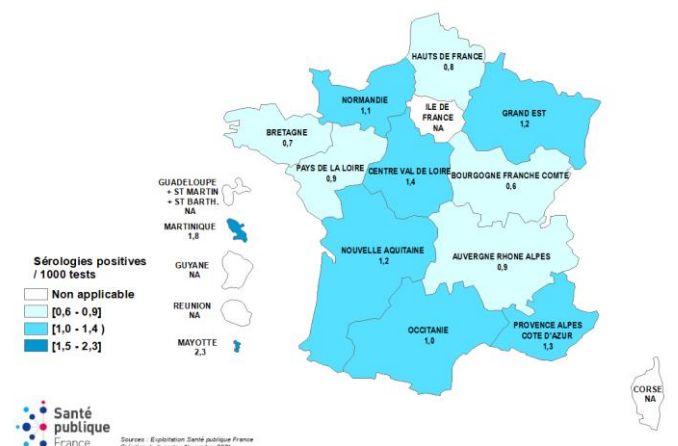 HAUTS DE FRANCE
0,8
NORMANDIE
1,1
ILE DE
FRANCE
NA
GRAND EST
1,2
BRETAGNE
0,7
PAYS DE LA LOIRE
0,9
CENTRE VAL DE LOIRE
1,4
BOURGOGNE FRANCHE COMTE
0,6
GUADELOUPE
+ ST MARTIN
+ ST BARTH.
NA
MARTINIQUE
1,8
GUYANE
NA
REUNION
NA
MAYOTTE
2,3
NOUVELLE AQUITAINE
1,2
AUVERGNE RHONE ALPES
0,9
OCCITANIE
1,0
PROVENCE ALPES
COTE D'AZUR
1,3
CORSE
NA
Sérologies positives
/ 1000 tests
Non applicable
[0,6 - 0,9]
[1,0 - 1,4 )
[1,5 - 2,3]
Santé
publique
France
Sources : Exploitation Santé publique France